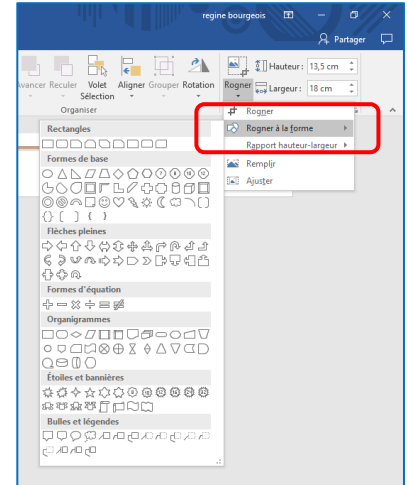 regine bourgeois
Partager
Avancer Reculer Volet Sélection Aligner Grouper Rotation
Rogner
Hauteur : 13,5 cm
Largeur : 18 cm
Organiser
Rogner
Rogner à la forme
Rapport hauteur-largeur
Remplir
Ajuster
Rectangles
Formes de base
Flèches pleines
Formes d'équation
Organigrammes
Étoiles et bannières
Bulles et légendes